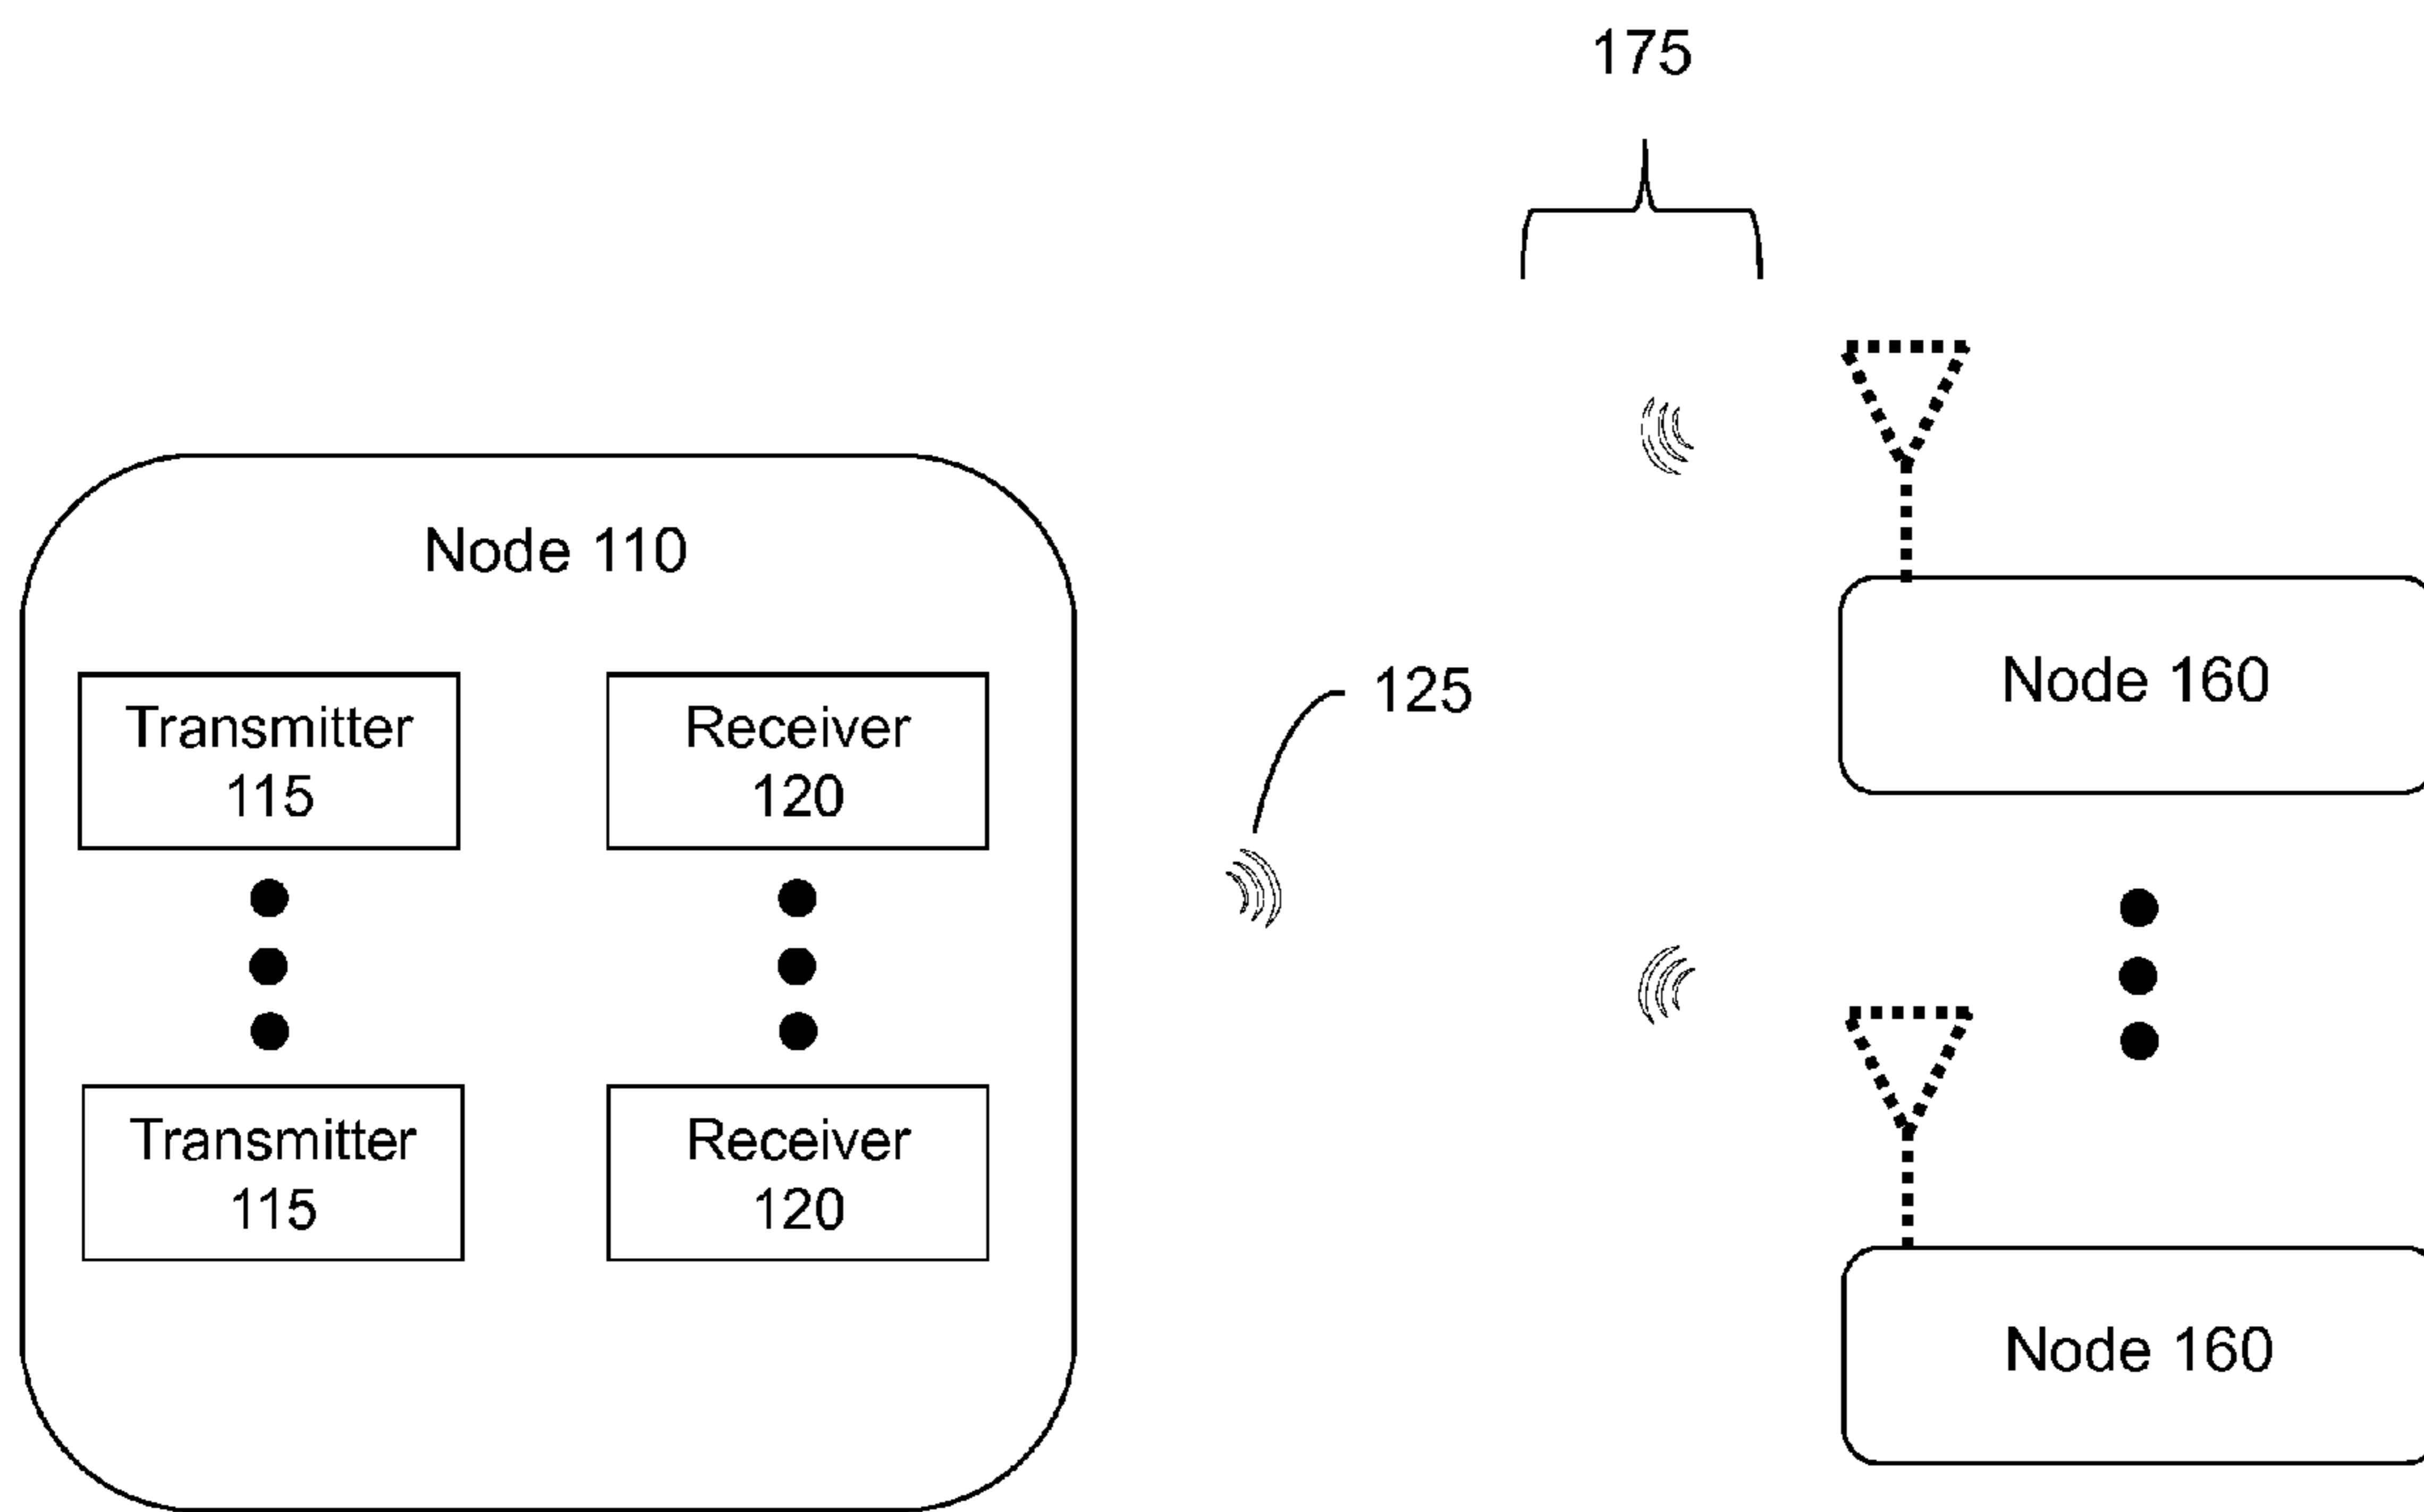 175
Node 110
Transmitter
115
Receiver
120
125
Node 160
Transmitter
115
Receiver
120
Node 160